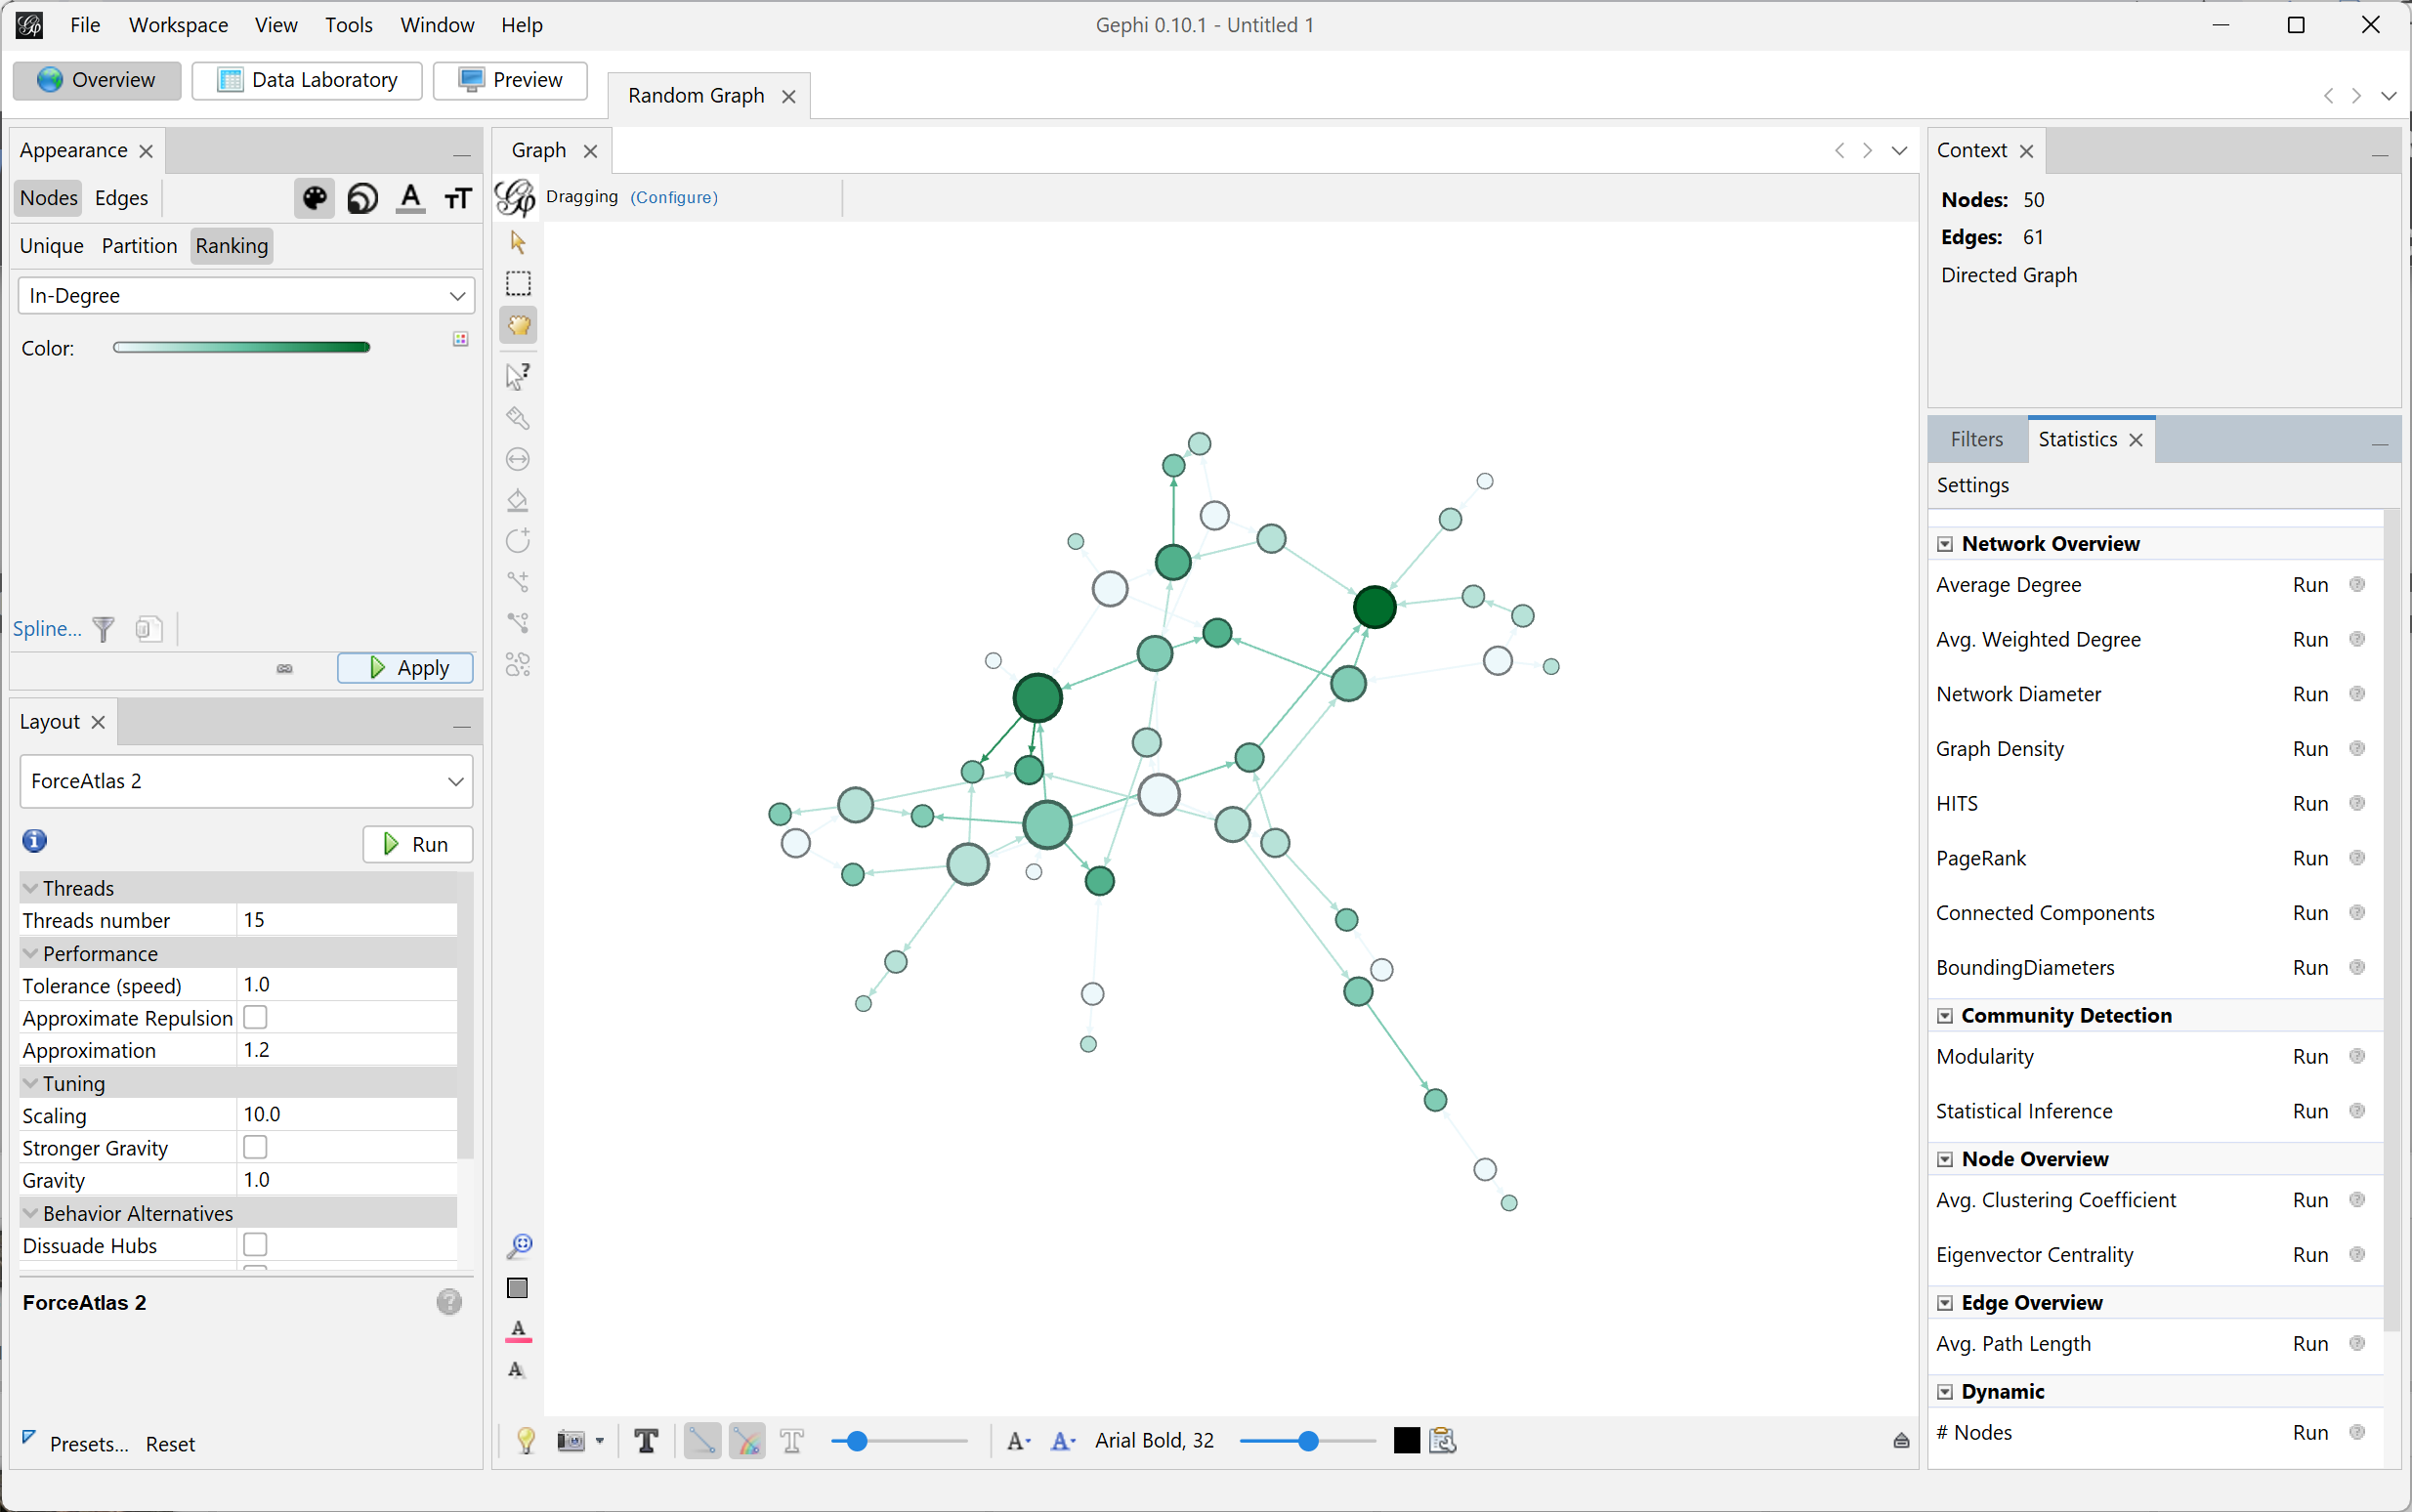 File Workspace View Tools Window Help Gephi 0.10.1 - Untitled 1
Overview Data Laboratory Preview Random Graph
Appearance
Nodes Edges
Unique Partition Ranking
In-Degree
Color:
Spline...
Apply
Layout
ForceAtlas 2
Run
Threads
Threads number 15
Performance
Tolerance (speed) 1.0
Approximate Repulsion
Approximation 1.2
Tuning
Scaling 10.0
Stronger Gravity
Gravity 1.0
Behavior Alternatives
Dissuade Hubs
ForceAtlas 2
Presets... Reset
Graph
Dragging (Configure)
Arial Bold, 32
Context
Nodes: 50
Edges: 61
Directed Graph
Filters Statistics
Settings
Network Overview
Average Degree Run
Avg. Weighted Degree Run
Network Diameter Run
Graph Density Run
HITS Run
PageRank Run
Connected Components Run
BoundingDiameters Run
Community Detection
Modularity Run
Statistical Inference Run
Node Overview
Avg. Clustering Coefficient Run
Eigenvector Centrality Run
Edge Overview
Avg. Path Length Run
Dynamic
# Nodes Run